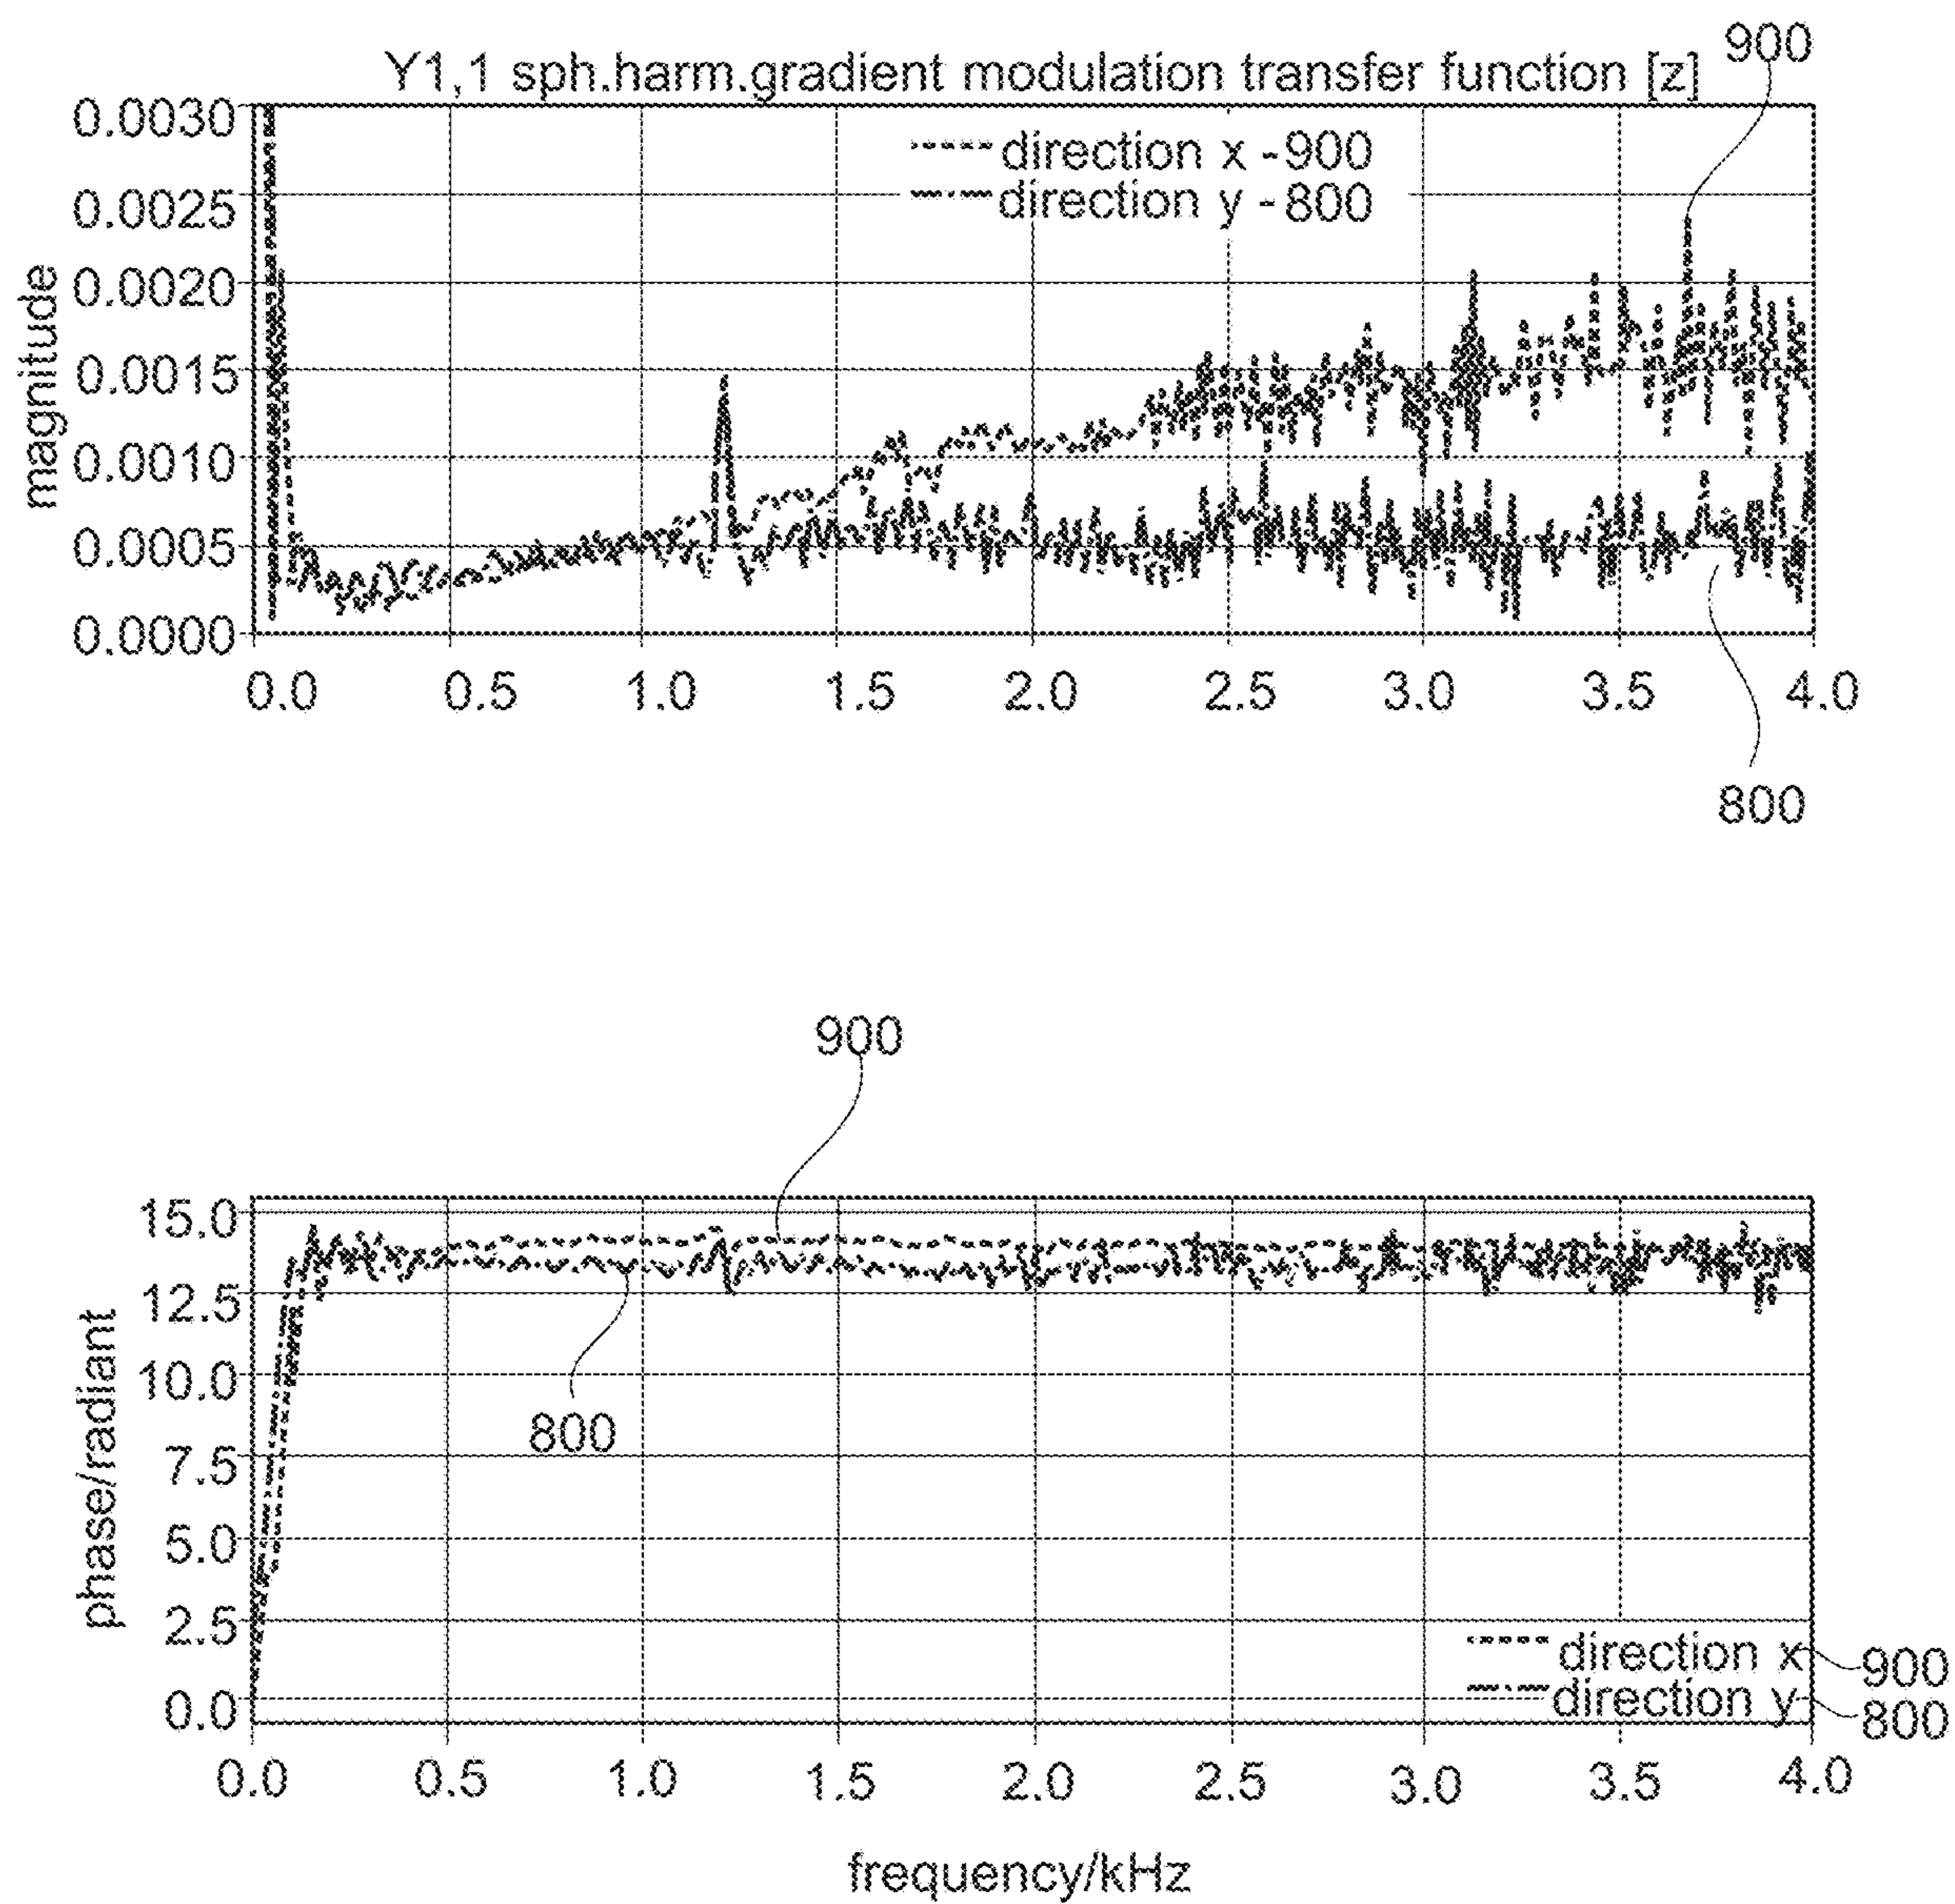 900
Y1,1 sph.harm.gradient modulation transfer function [z]
0.0030
0.0025
0.0020
0.0015
0.0010
0.0005
0.0000
magnitude
direction x - 900
direction y - 800
0.0 0.5 1.0 1.5 2.0 2.5 3.0 3.5 4.0
800
900
15.0
12.5
10.0
7.5
5.0
2.5
0.0
phase/radiant
800
direction x 900
direction y 800
0.0 0.5 1.0 1.5 2.0 2.5 3.0 3.5 4.0
frequency/kHz